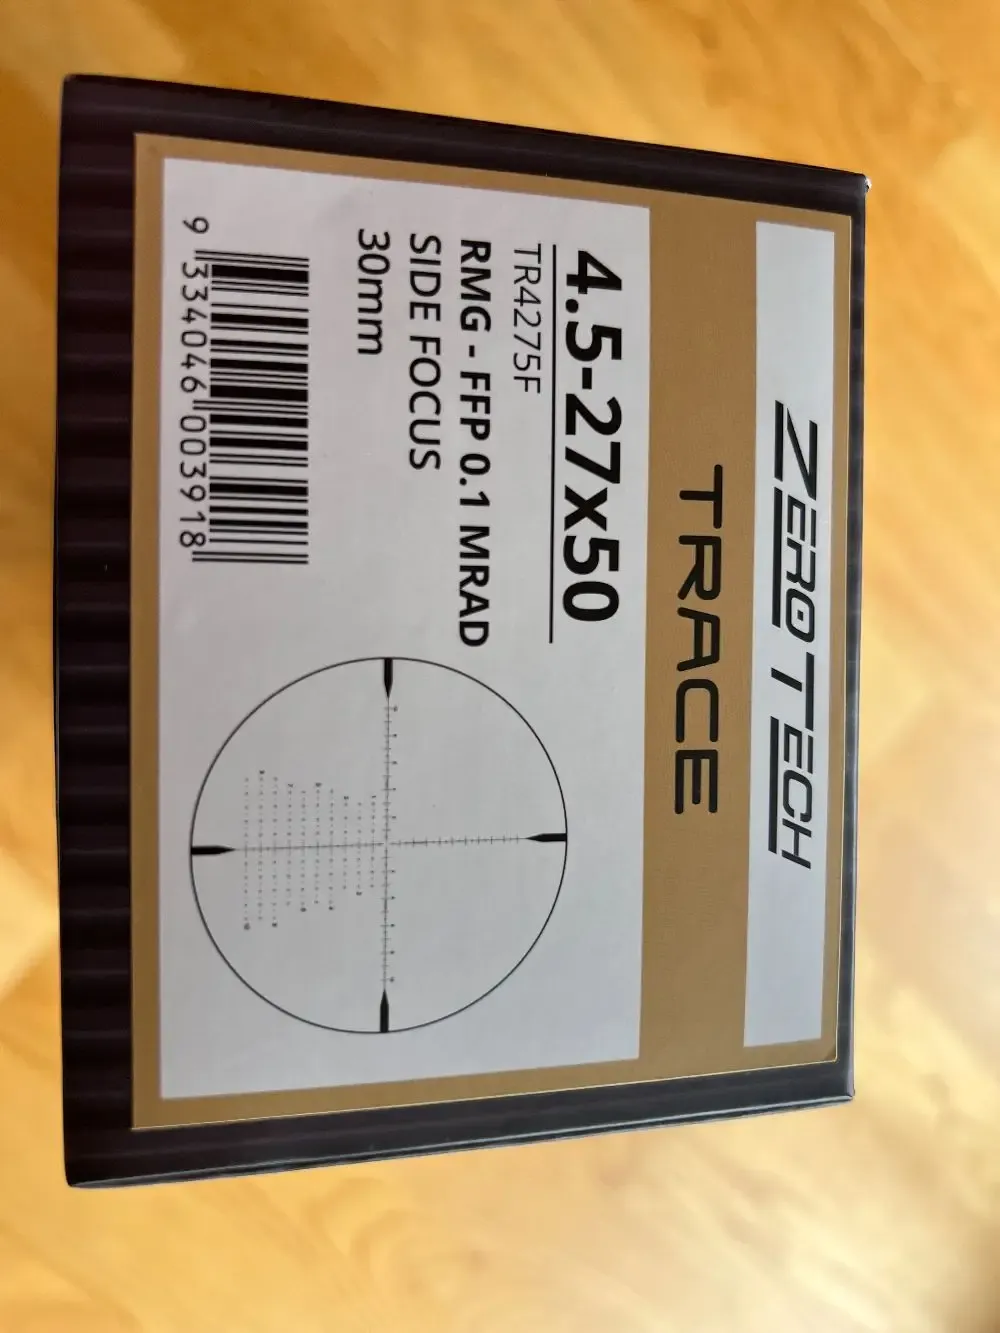 ZEROTECH
TRACE
4.5-27x50
TR4275F
RMG - FFP 0.1 MRAD
SIDE FOCUS
30mm
9 334046 003918